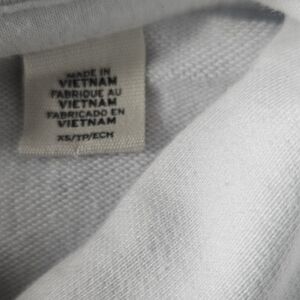 MADE IN
VIETNAM
FABRIQUE AU
VIETNAM
FABRICADO EN
VIETNAM
XS/TP/ECH